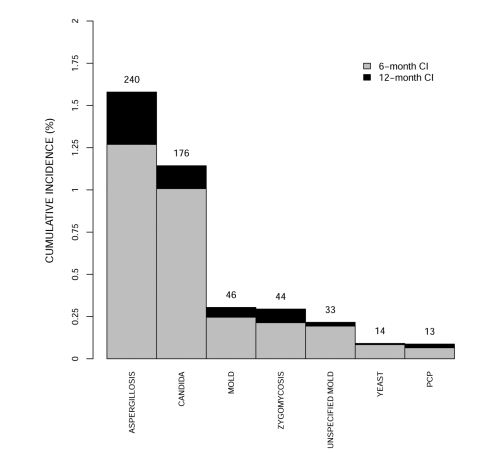 2
1.75
1.5
1.25
1
0.75
0.5
0.25
0
CUMULATIVE INCIDENCE (%)
6-month CI
12-month CI
240
176
46
44
33
14
13
ASPERGILLOSIS
CANDIDA
MOLD
ZYGOMYCOSIS
UNSPECIFIED MOLD
YEAST
PCP